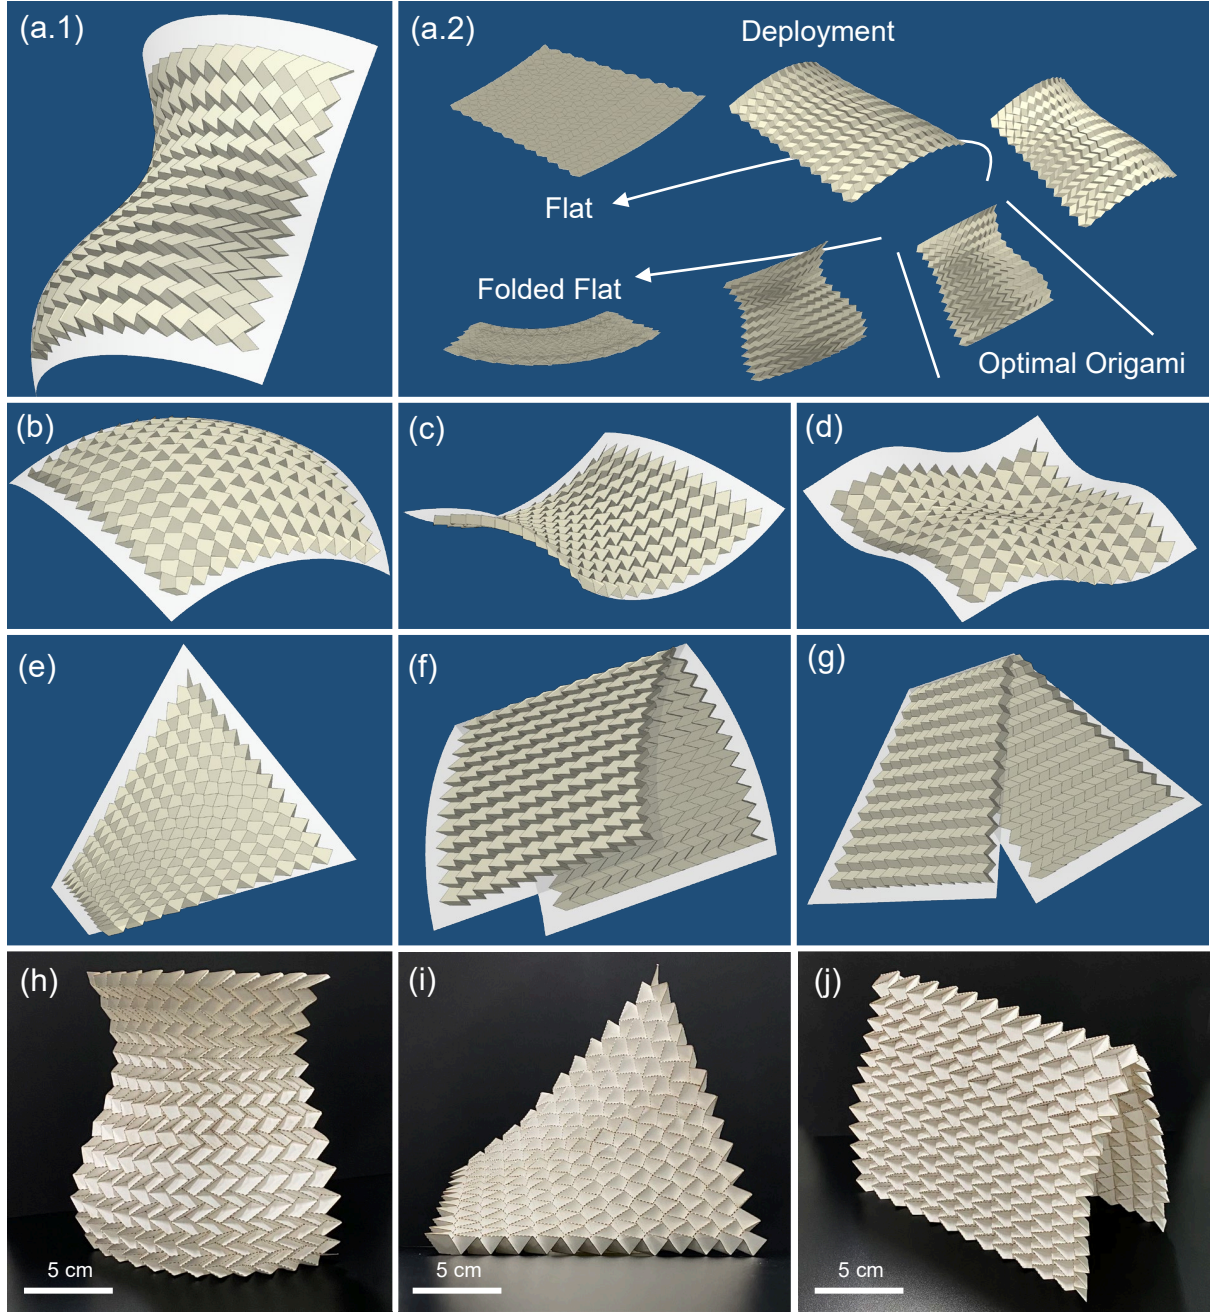 (a.1)
(a.2)
Deployment
Flat
Folded Flat
Optimal Origami
(b)
(c)
(d)
(e)
(f)
(g)
(h)
5 cm
(i)
5 cm
(j)
5 cm